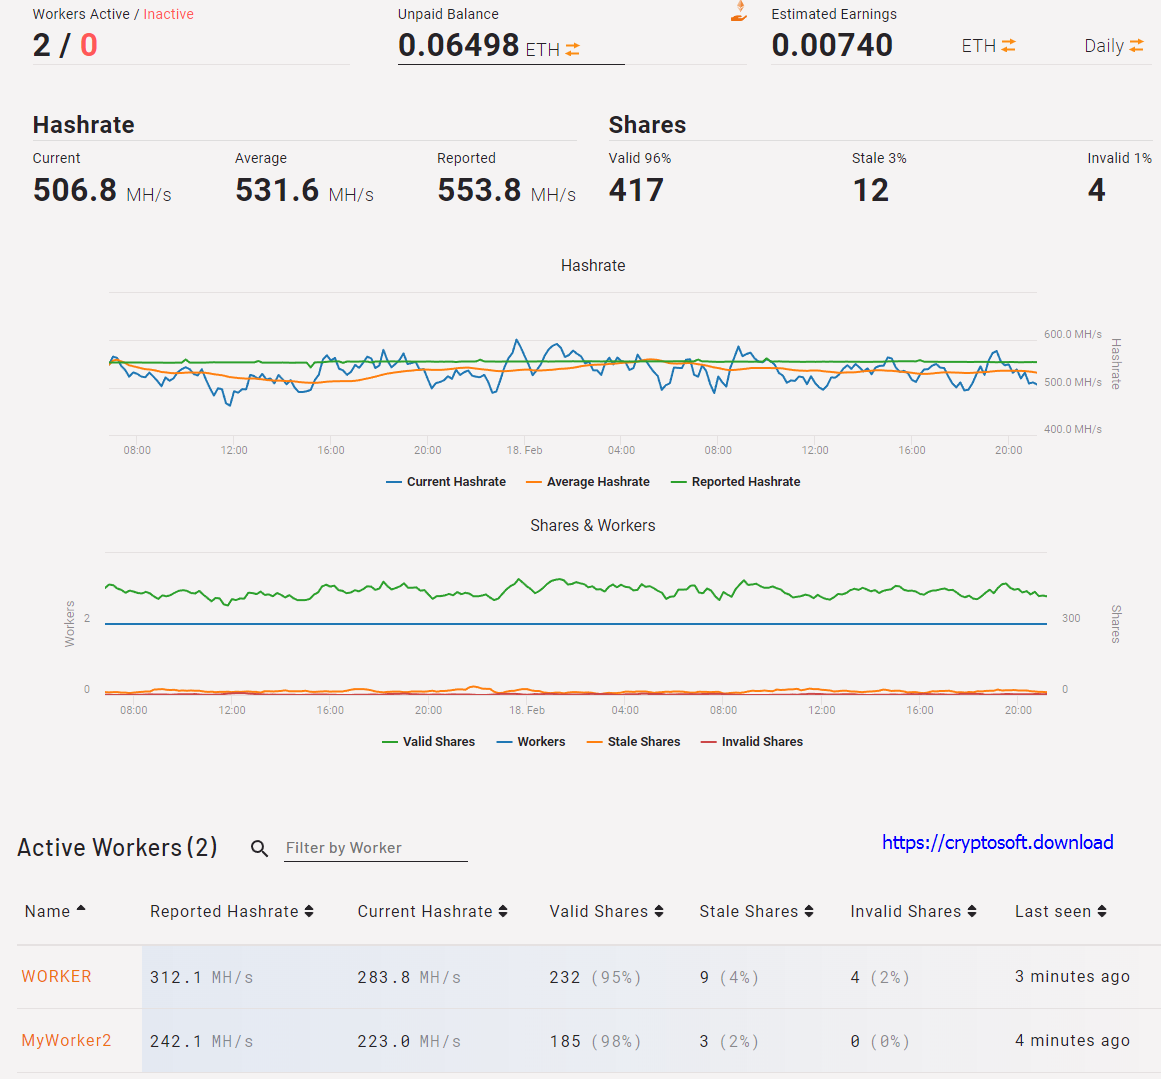 Workers Active / Inactive
2 / 0
Unpaid Balance
0.06498 ETH
Estimated Earnings
0.00740 ETH Daily
Hashrate
Current Average Reported
506.8 MH/s 531.6 MH/s 553.8 MH/s
Shares
Valid 96% Stale 3% Invalid 1%
417 12 4
Hashrate
600.0 MH/s
500.0 MH/s
400.0 MH/s
Hashrate
08:00 12:00 16:00 20:00 18. Feb 04:00 08:00 12:00 16:00 20:00
Current Hashrate Average Hashrate Reported Hashrate
Shares & Workers
Workers
2
0
300
0
Shares
08:00 12:00 16:00 20:00 18. Feb 04:00 08:00 12:00 16:00 20:00
Valid Shares Workers Stale Shares Invalid Shares
Active Workers (2) Filter by Worker https://cryptosoft.download
Name Reported Hashrate Current Hashrate Valid Shares Stale Shares Invalid Shares Last seen
WORKER 312.1 MH/s 283.8 MH/s 232 (95%) 9 (4%) 4 (2%) 3 minutes ago
MyWorker2 242.1 MH/s 223.0 MH/s 185 (98%) 3 (2%) 0 (0%) 4 minutes ago